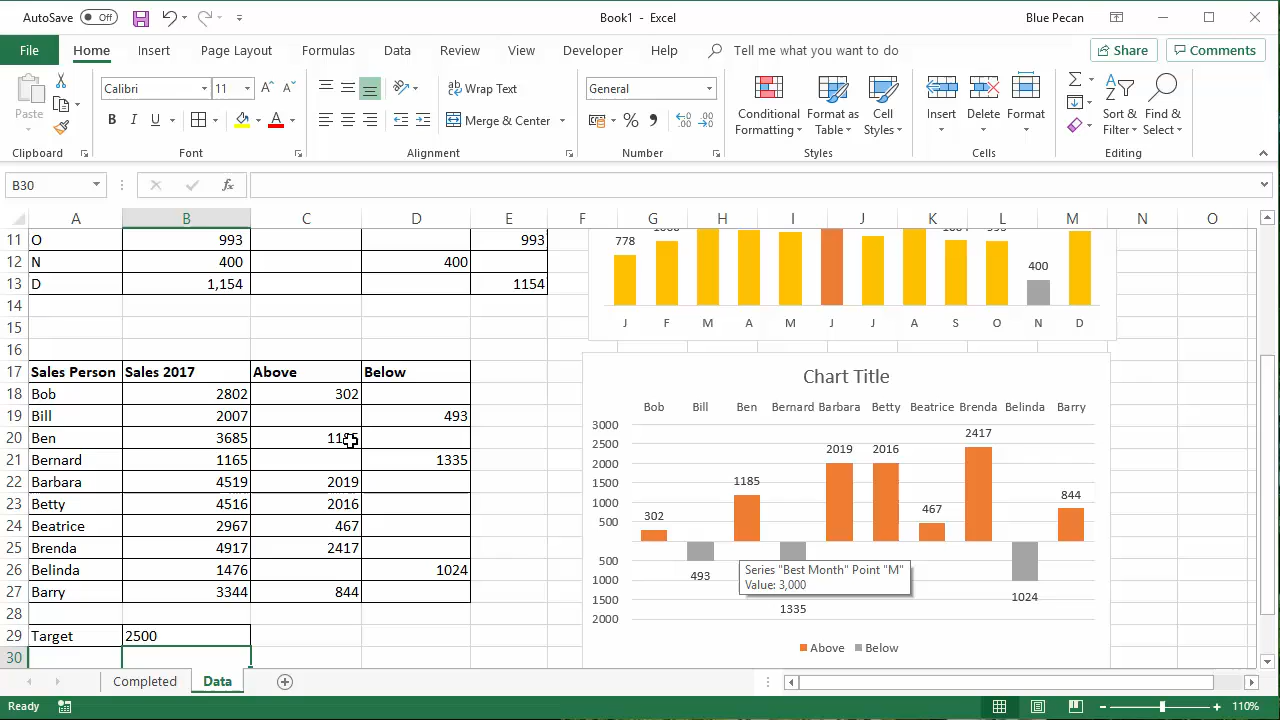 AutoSave Off Book1 - Excel Blue Pecan
File Home Insert Page Layout Formulas Data Review View Developer Help Tell me what you want to do Share Comments
Paste Calibri 11 Wrap Text General Conditional Formatting Format as Table Cell Styles Insert Delete Format Sort & Filter Find & Select
B I U Merge & Center
Clipboard Font Alignment Number Styles Cells Editing
B30 fx
A B C D E F G H I J K L M N O
11 O 993 993
12 N 400 400
13 D 1,154 1154
14
15
16
17 Sales Person Sales 2017 Above Below
18 Bob 2802 302
19 Bill 2007 493
20 Ben 3685
21 Bernard 1165 1335
22 Barbara 4519 2019
23 Betty 4516 2016
24 Beatrice 2967 467
25 Brenda 4917 2417
26 Belinda 1476 1024
27 Barry 3344 844
28
29 Target 2500
30
778
400
J F M A M J J A S O N D
Chart Title
Bob Bill Ben Bernard Barbara Betty Beatrice Brenda Belinda Barry
3000
2500
2000
1500
1000
500
500
1000
1500
2000
302 493 1185 1335 2019 2016 467 2417 1024 844
Series "Best Month" Point "M"
Value: 3,000
Above Below
Completed Data
Ready 110%